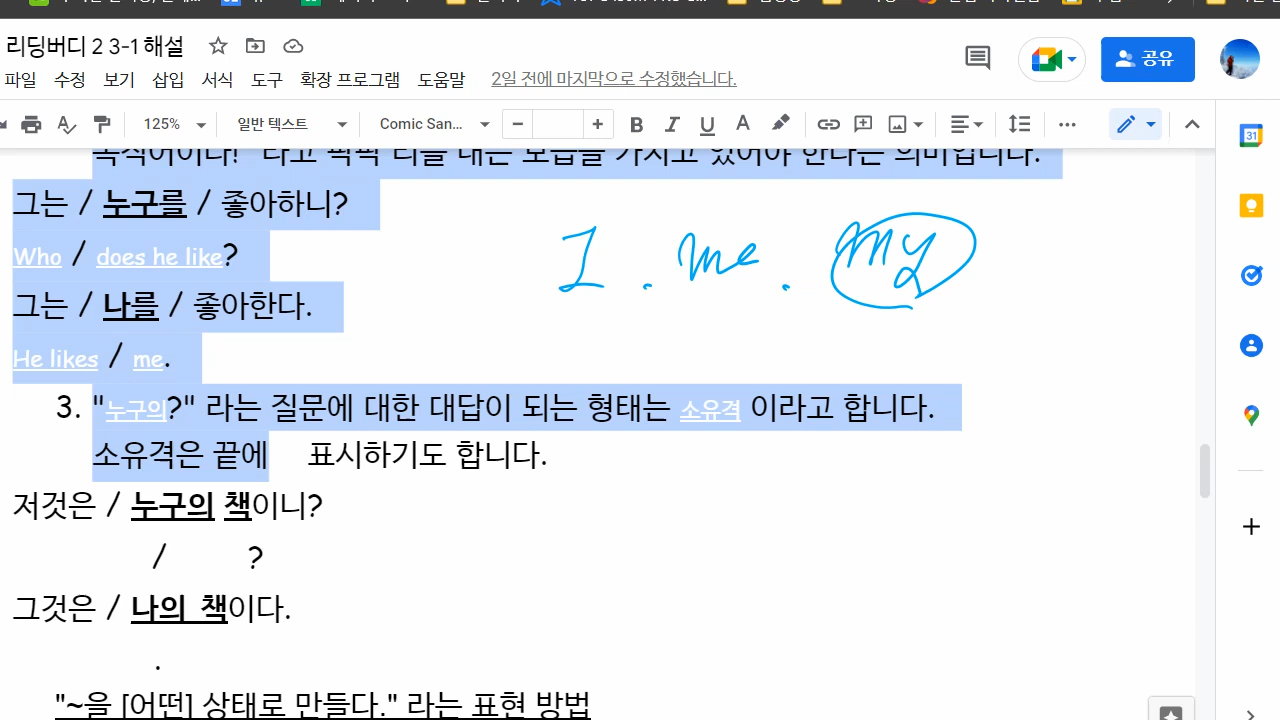 리딩버디 2 3-1 해설
파일 수정 보기 삽입 서식 도구 확장 프로그램 도움말 2일 전에 마지막으로 수정했습니다.
공유
125% 일반 텍스트 Comic San...
그는 / 누구를 / 좋아하니?
Who / does he like?
그는 / 나를 / 좋아한다.
He likes / me.
I . me . my
3. "누구의?" 라는 질문에 대한 대답이 되는 형태는 소유격 이라고 합니다.
소유격은 끝에 표시하기도 합니다.
저것은 / 누구의 책이니?
/ ?
그것은 / 나의 책이다.
.
"~을 [어떤] 상태로 만들다." 라는 표현 방법